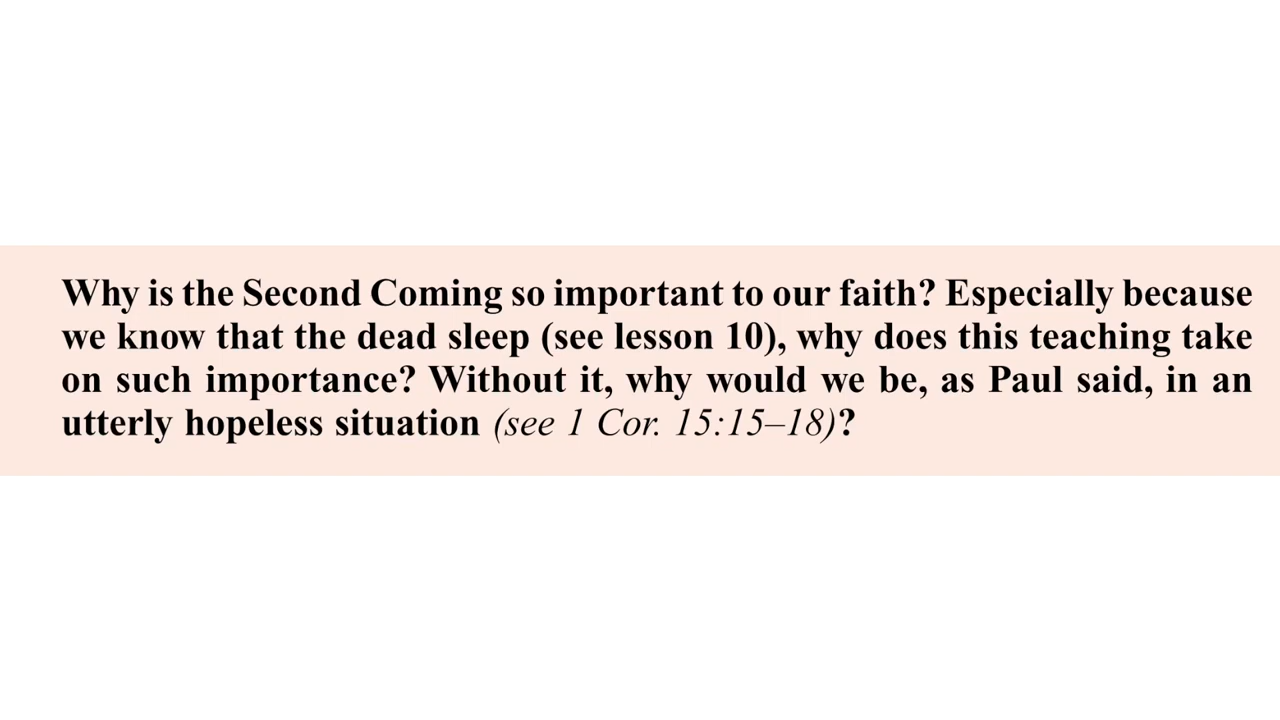 Why is the Second Coming so important to our faith? Especially because
we know that the dead sleep (see lesson 10), why does this teaching take
on such importance? Without it, why would we be, as Paul said, in an
utterly hopeless situation (see 1 Cor. 15:15–18)?